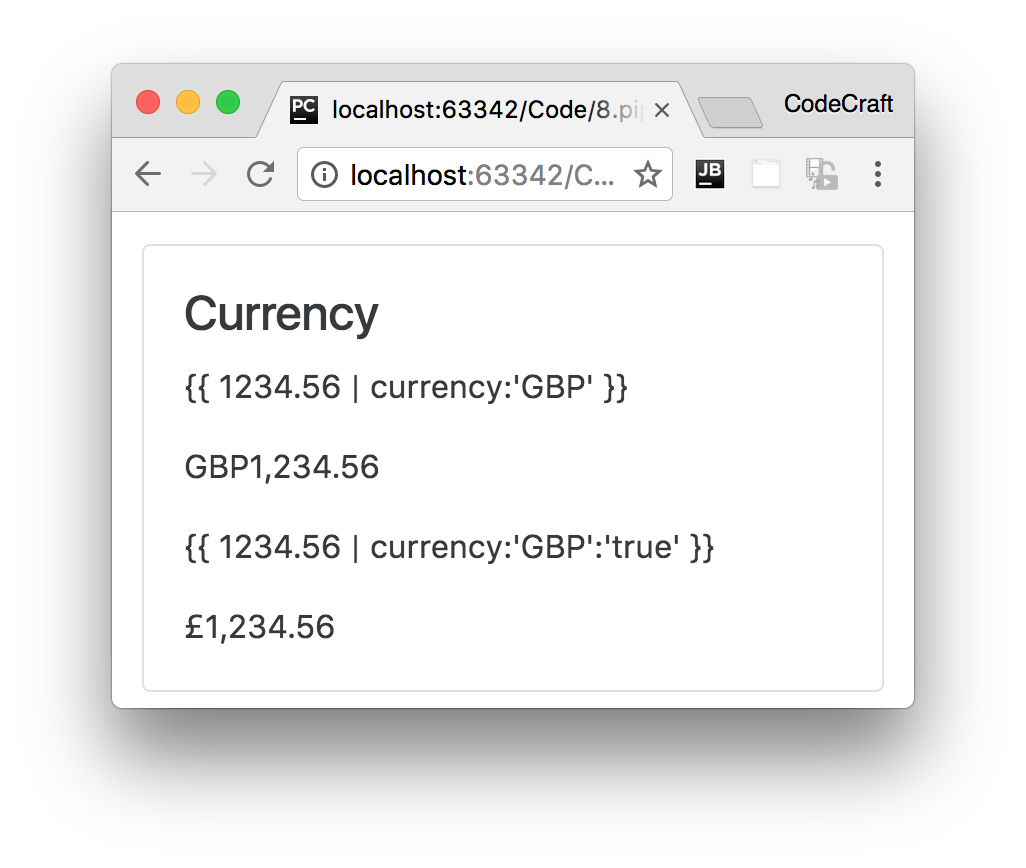 PC
localhost:63342/Code/8.pi
CodeCraft
localhost:63342/C...
JB
Currency
{{ 1234.56 | currency:'GBP' }}
GBP1,234.56
{{ 1234.56 | currency:'GBP':'true' }}
£1,234.56